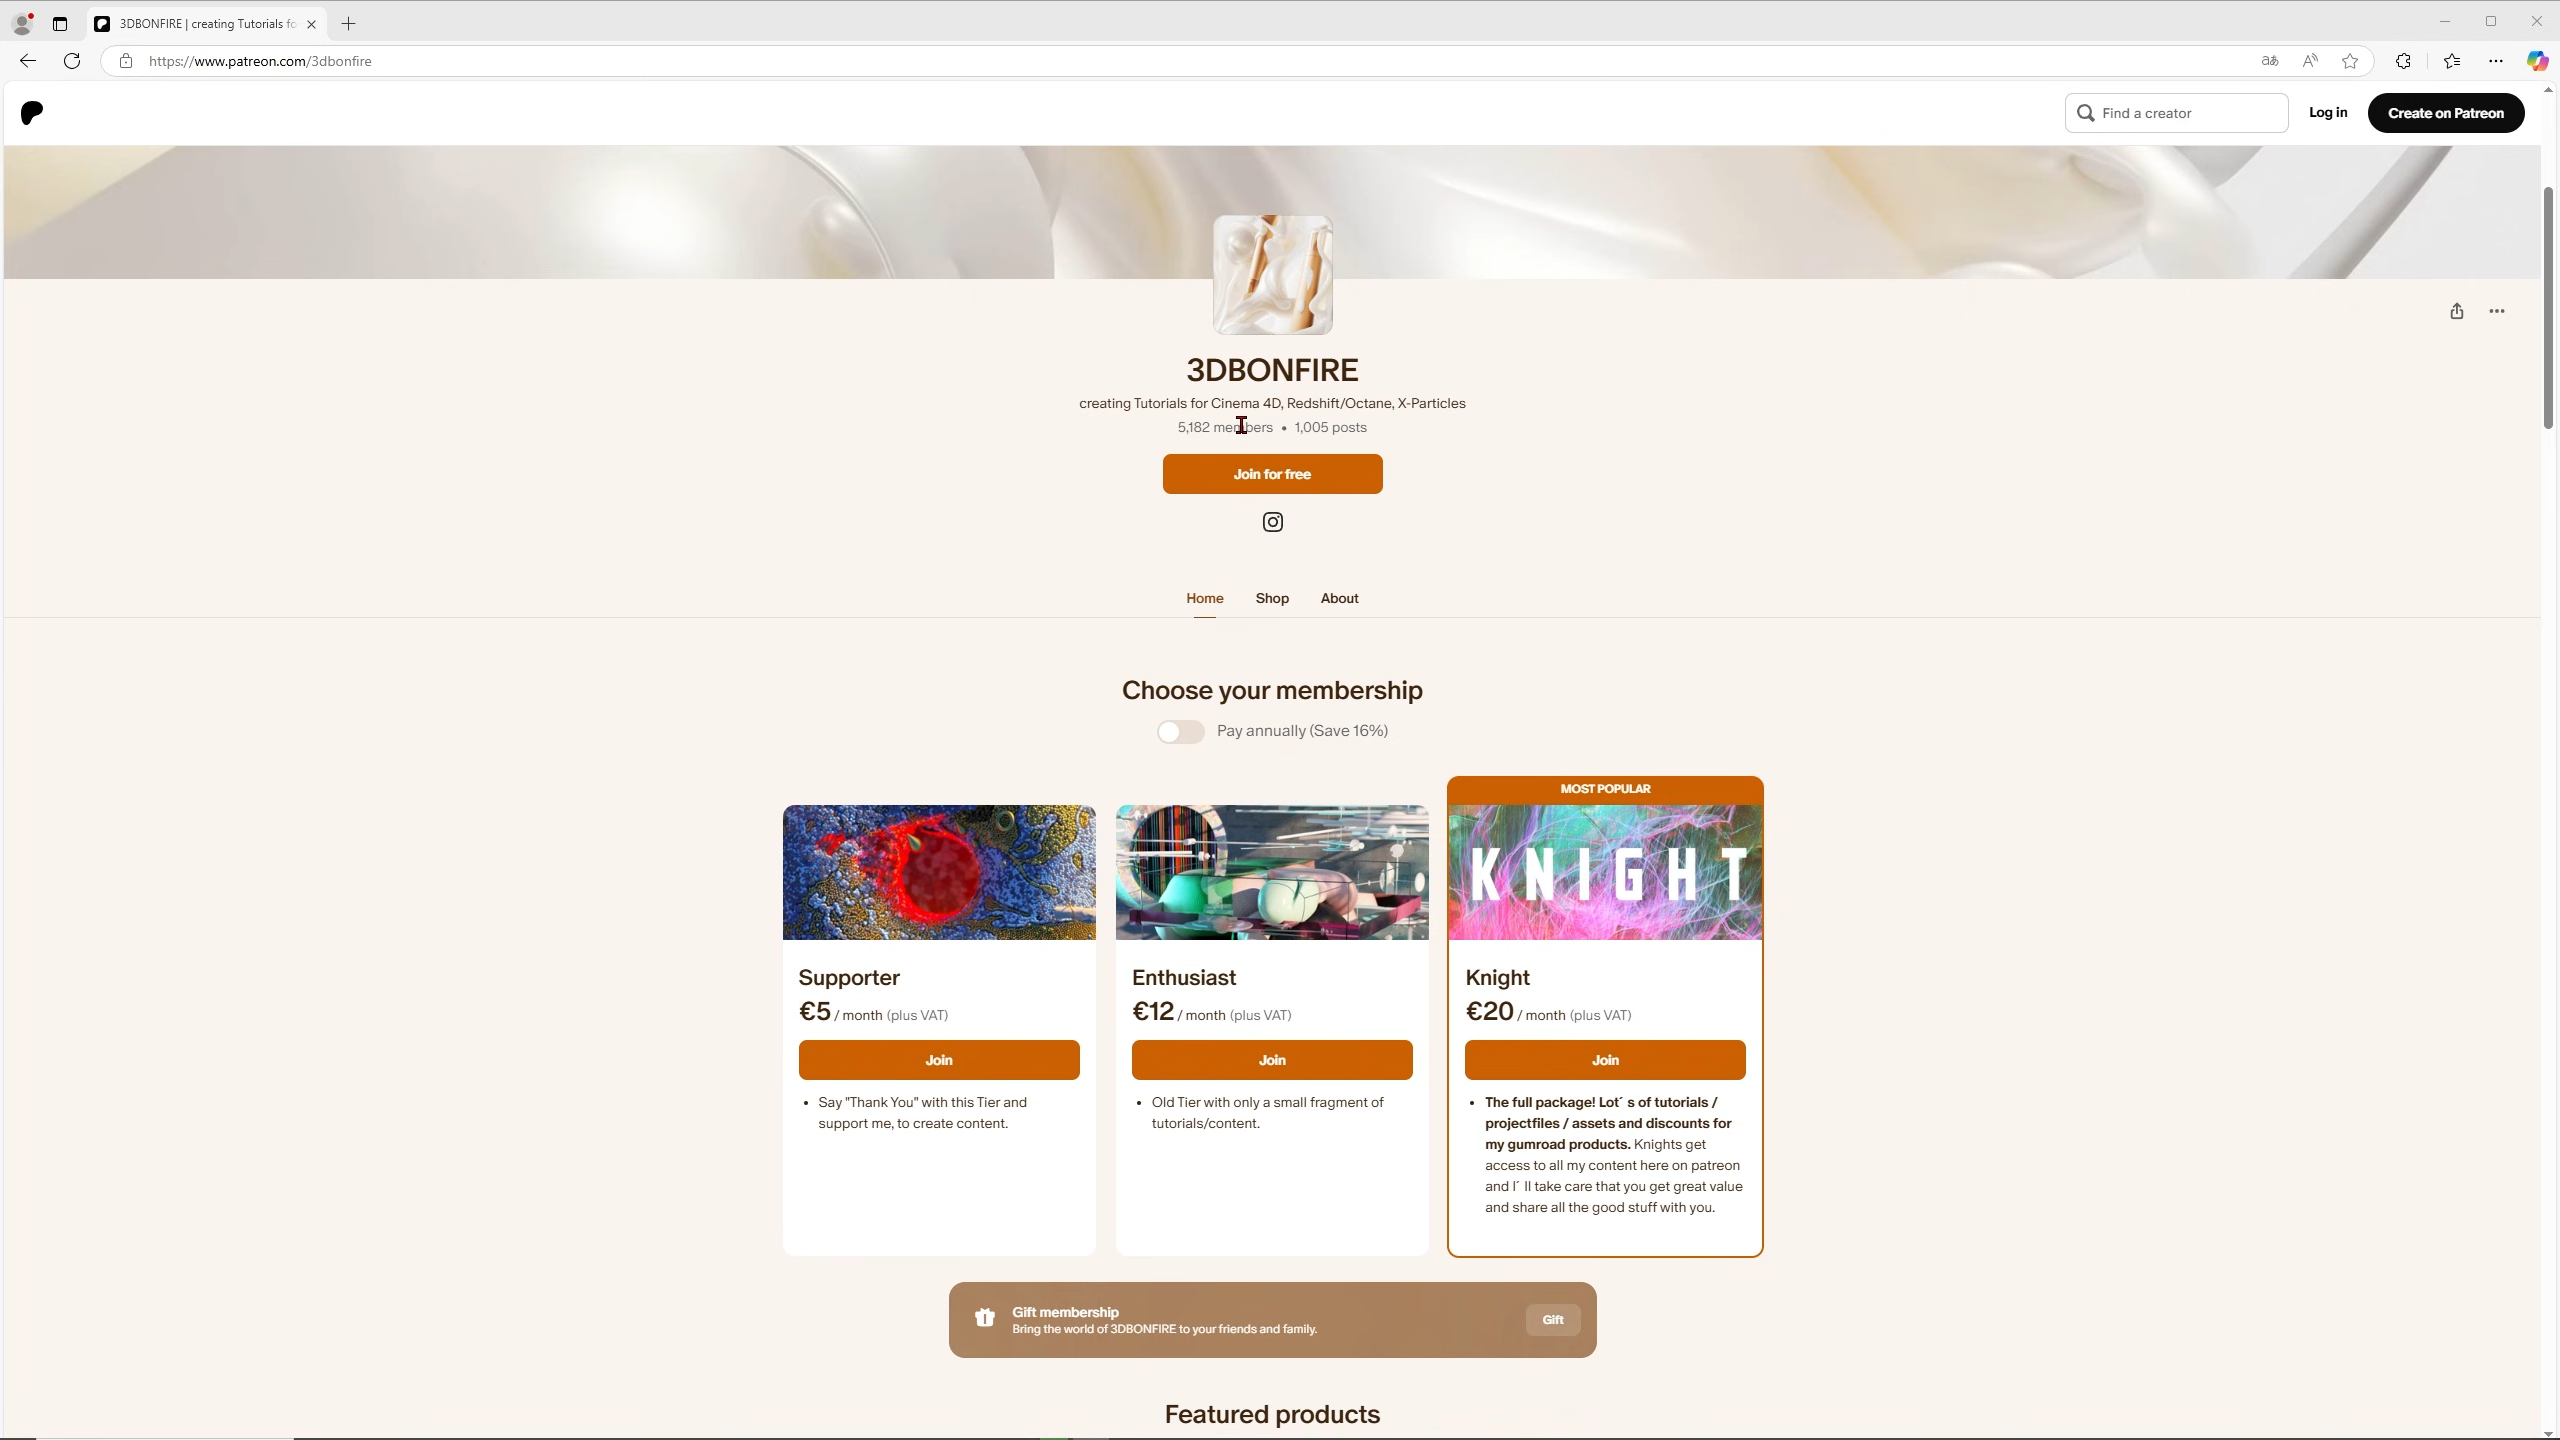 3DBONFIRE | creating Tutorials fo
https://www.patreon.com/3dbonfire
Find a creator
Log in
Create on Patreon
3DBONFIRE
creating Tutorials for Cinema 4D, Redshift/Octane, X-Particles
5,182 members • 1,005 posts
Join for free
Home
Shop
About
Choose your membership
Pay annually (Save 16%)
MOST POPULAR
KNIGHT
Supporter
€5 / month (plus VAT)
Join
• Say "Thank You" with this Tier and
support me, to create content.
Enthusiast
€12 / month (plus VAT)
Join
• Old Tier with only a small fragment of
tutorials/content.
Knight
€20 / month (plus VAT)
Join
• The full package! Lot´ s of tutorials /
projectfiles / assets and discounts for
my gumroad products. Knights get
access to all my content here on patreon
and I´ ll take care that you get great value
and share all the good stuff with you.
Gift membership
Bring the world of 3DBONFIRE to your friends and family.
Gift
Featured products